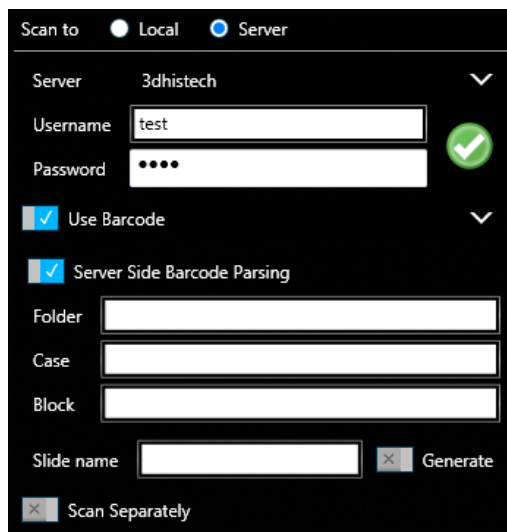 Scan to Local Server
Server 3dhistech
Username test
Password ••••
Use Barcode
Server Side Barcode Parsing
Folder
Case
Block
Slide name Generate
Scan Separately